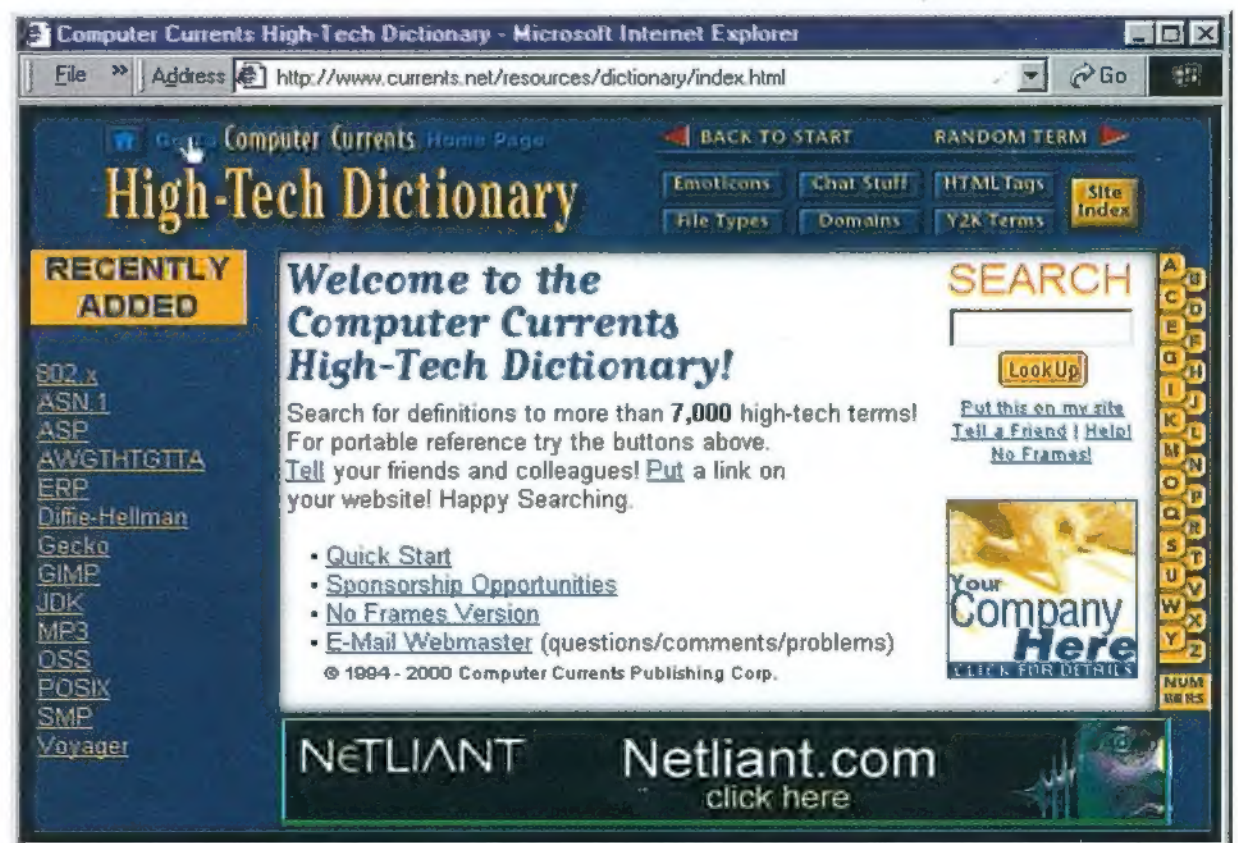 Computer Currents High-Tech Dictionary - Microsoft Internet Explorer
File » Address http://www.currents.net/resources/dictionary/index.html Go
Computer Currents Home Page
BACK TO START RANDOM TERM
High-Tech Dictionary
Emoticons Chat Stuff HTML Tags
File Types Domains Y2K Terms
Site
Index
RECENTLY
ADDED
802.x
ASN.1
ASP
AWGTHTGTTA
ERP
Diffie-Hellman
Gecko
GIMP
JDK
MP3
OSS
POSIX
SMP
Voyager
Welcome to the
Computer Currents
High-Tech Dictionary!
Search for definitions to more than 7,000 high-tech terms!
For portable reference try the buttons above.
Tell your friends and colleagues! Put a link on
your website! Happy Searching.
• Quick Start
• Sponsorship Opportunities
• No Frames Version
• E-Mail Webmaster (questions/comments/problems)
© 1994 - 2000 Computer Currents Publishing Corp.
SEARCH
LookUp
Put this on my site
Tell a Friend | Help!
No Frames!
Your
Company
Here
CLICK FOR DETAILS
A B
C D
E F
G H
I J
K L
M N
O P
Q R
S T
U V
W X
Y Z
NUM
BERS
NETLIANT Netliant.com
click here